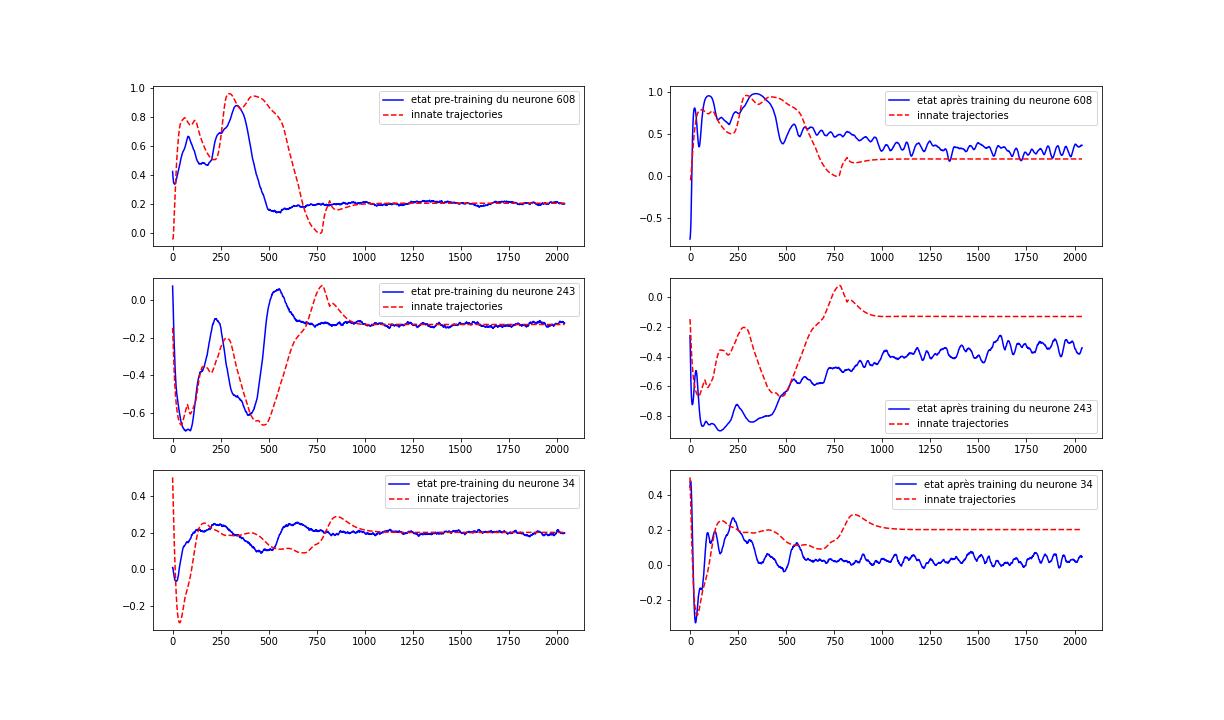 etat pre-training du neurone 608
innate trajectories
1.0
0.8
0.6
0.4
0.2
0.0
0 250 500 750 1000 1250 1500 1750 2000
etat après training du neurone 608
innate trajectories
1.0
0.5
0.0
−0.5
0 250 500 750 1000 1250 1500 1750 2000
etat pre-training du neurone 243
innate trajectories
0.0
−0.2
−0.4
−0.6
0 250 500 750 1000 1250 1500 1750 2000
0.0
−0.2
−0.4
−0.6
−0.8
etat après training du neurone 243
innate trajectories
0 250 500 750 1000 1250 1500 1750 2000
etat pre-training du neurone 34
innate trajectories
0.4
0.2
0.0
−0.2
0 250 500 750 1000 1250 1500 1750 2000
etat après training du neurone 34
innate trajectories
0.4
0.2
0.0
−0.2
0 250 500 750 1000 1250 1500 1750 2000